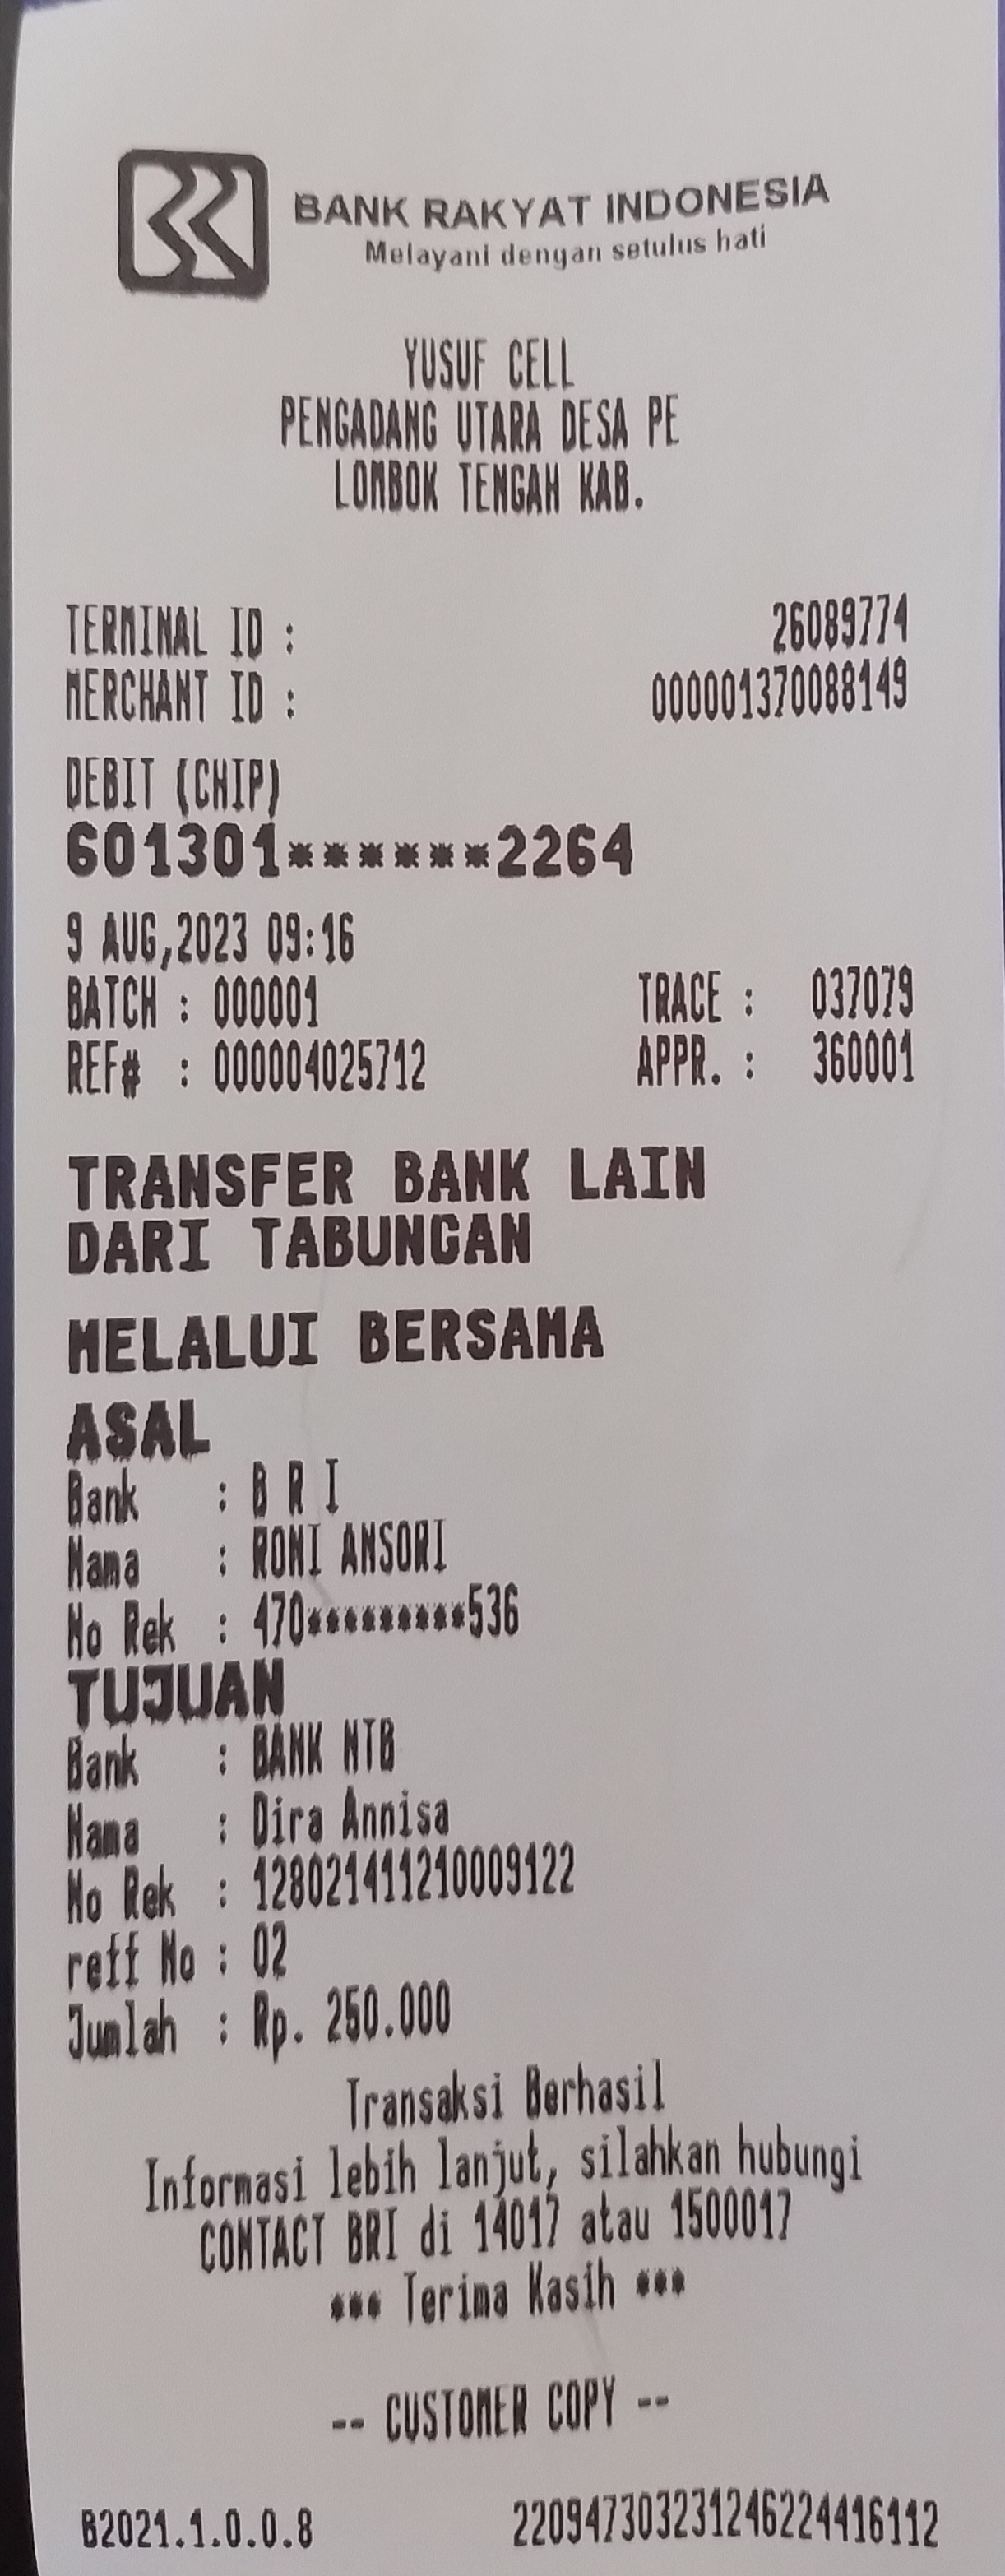 BANK RAKYAT INDONESIA
Melayani dengan setulus hati
YUSUF CELL
PENGADANG UTARA DESA PE
LOMBOK TENGAH KAB.
TERMINAL ID : 26089774
MERCHANT ID : 000001370088149
DEBIT (CHIP)
601301******2264
9 AUG,2023 09:16
BATCH : 000001 TRACE : 037079
REF# : 000004025712 APPR. : 360001
TRANSFER BANK LAIN
DARI TABUNGAN
MELALUI BERSAMA
ASAL
Bank : B R I
Nama : RONI ANSORI
No Rek : 470*********536
TUJUAN
Bank : BANK NTB
Nama : Dira Annisa
No Rek : 128021411210009122
reff No : 02
Jumlah : Rp. 250.000
Transaksi Berhasil
Informasi lebih lanjut, silahkan hubungi
CONTACT BRI di 14017 atau 1500017
*** Terima Kasih ***
-- CUSTOMER COPY --
B2021.1.0.0.8 220947303231246224416112